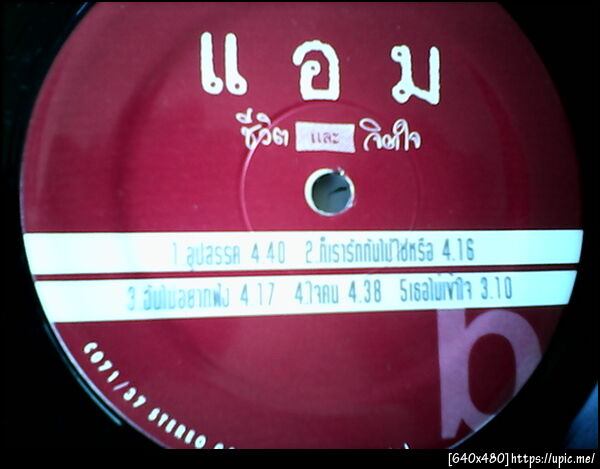 แอม
ชีวิต และ จิตใจ
1.อุปสรรค 4.40 2.ก็เรารักกันไม่ใช่หรือ 4.16
3.ฉันไม่อยากฟัง 4.17 4.ใจคน 4.38 5.เธอไม่เข้าใจ 3.10
b
6071/37 STEREO
[640x480]https://upic.me/